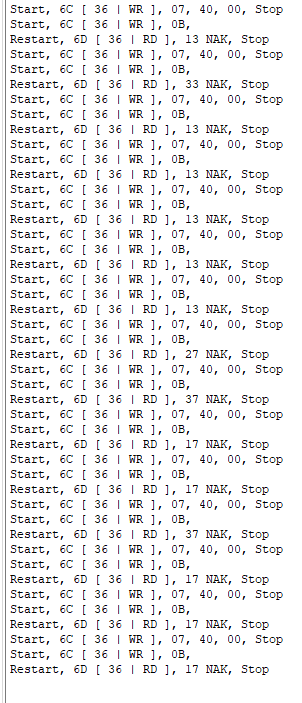 Start, 6C [ 36 | WR ], 07, 40, 00, Stop
Start, 6C [ 36 | WR ], 0B,
Restart, 6D [ 36 | RD ], 13 NAK, Stop
Start, 6C [ 36 | WR ], 07, 40, 00, Stop
Start, 6C [ 36 | WR ], 0B,
Restart, 6D [ 36 | RD ], 33 NAK, Stop
Start, 6C [ 36 | WR ], 07, 40, 00, Stop
Start, 6C [ 36 | WR ], 0B,
Restart, 6D [ 36 | RD ], 13 NAK, Stop
Start, 6C [ 36 | WR ], 07, 40, 00, Stop
Start, 6C [ 36 | WR ], 0B,
Restart, 6D [ 36 | RD ], 13 NAK, Stop
Start, 6C [ 36 | WR ], 07, 40, 00, Stop
Start, 6C [ 36 | WR ], 0B,
Restart, 6D [ 36 | RD ], 13 NAK, Stop
Start, 6C [ 36 | WR ], 07, 40, 00, Stop
Start, 6C [ 36 | WR ], 0B,
Restart, 6D [ 36 | RD ], 13 NAK, Stop
Start, 6C [ 36 | WR ], 07, 40, 00, Stop
Start, 6C [ 36 | WR ], 0B,
Restart, 6D [ 36 | RD ], 13 NAK, Stop
Start, 6C [ 36 | WR ], 07, 40, 00, Stop
Start, 6C [ 36 | WR ], 0B,
Restart, 6D [ 36 | RD ], 27 NAK, Stop
Start, 6C [ 36 | WR ], 07, 40, 00, Stop
Start, 6C [ 36 | WR ], 0B,
Restart, 6D [ 36 | RD ], 37 NAK, Stop
Start, 6C [ 36 | WR ], 07, 40, 00, Stop
Start, 6C [ 36 | WR ], 0B,
Restart, 6D [ 36 | RD ], 17 NAK, Stop
Start, 6C [ 36 | WR ], 07, 40, 00, Stop
Start, 6C [ 36 | WR ], 0B,
Restart, 6D [ 36 | RD ], 17 NAK, Stop
Start, 6C [ 36 | WR ], 07, 40, 00, Stop
Start, 6C [ 36 | WR ], 0B,
Restart, 6D [ 36 | RD ], 37 NAK, Stop
Start, 6C [ 36 | WR ], 07, 40, 00, Stop
Start, 6C [ 36 | WR ], 0B,
Restart, 6D [ 36 | RD ], 17 NAK, Stop
Start, 6C [ 36 | WR ], 07, 40, 00, Stop
Start, 6C [ 36 | WR ], 0B,
Restart, 6D [ 36 | RD ], 17 NAK, Stop
Start, 6C [ 36 | WR ], 07, 40, 00, Stop
Start, 6C [ 36 | WR ], 0B,
Restart, 6D [ 36 | RD ], 17 NAK, Stop